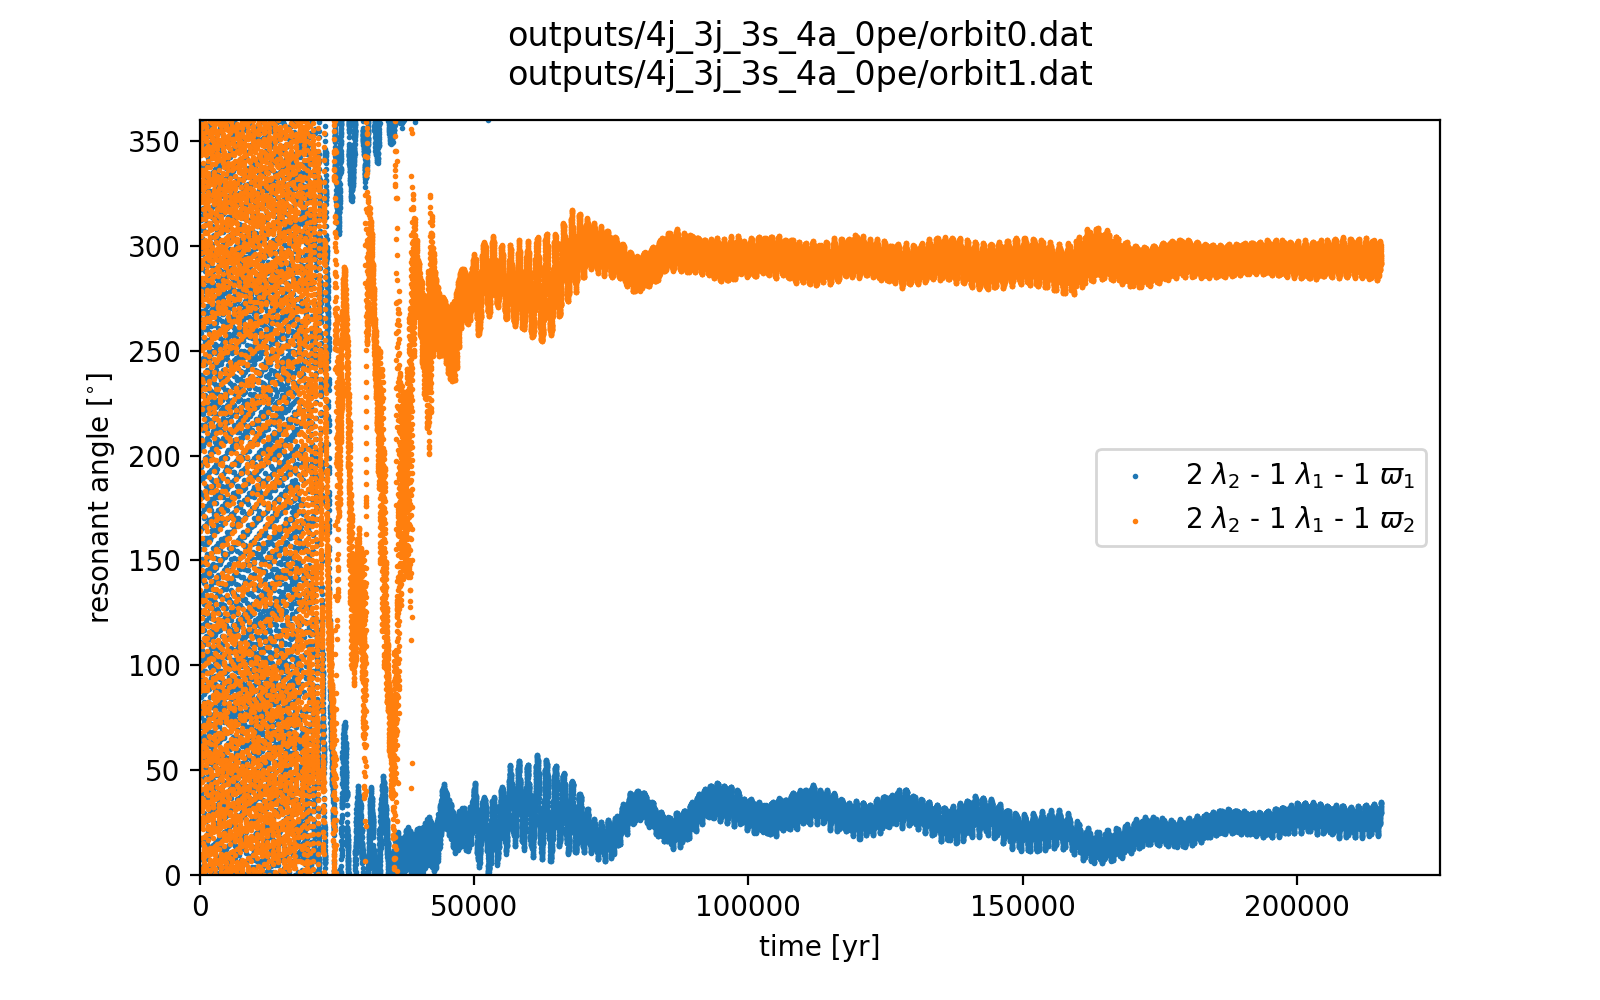 outputs/4j_3j_3s_4a_0pe/orbit0.dat
outputs/4j_3j_3s_4a_0pe/orbit1.dat
350
300
250
200
150
100
50
0
resonant angle [°]
2 λ₂ - 1 λ₁ - 1 ϖ₁
2 λ₂ - 1 λ₁ - 1 ϖ₂
0 50000 100000 150000 200000
time [yr]